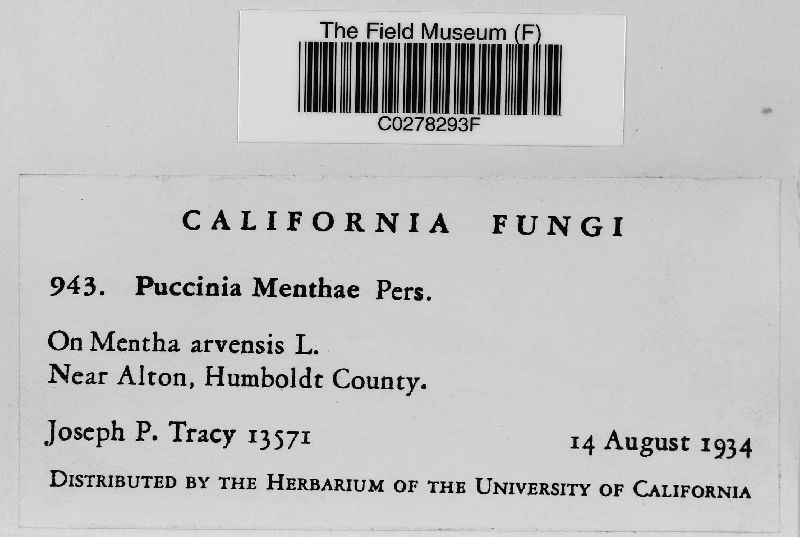 The Field Museum (F)
C0278293F
CALIFORNIA FUNGI
943. Puccinia Menthae Pers.
On Mentha arvensis L.
Near Alton, Humboldt County.
Joseph P. Tracy 13571 14 August 1934
DISTRIBUTED BY THE HERBARIUM OF THE UNIVERSITY OF CALIFORNIA